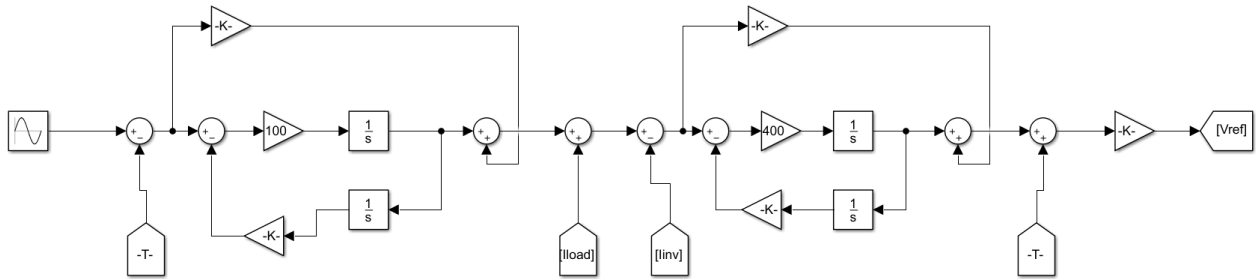 -K-
-K-
+
−
+
−
100
1
s
+
+
+
+
+
−
+
−
400
1
s
+
+
+
+
-K-
[Vref]
1
s
-K-
1
s
-K-
-T-
[Iload]
[Iinv]
-T-